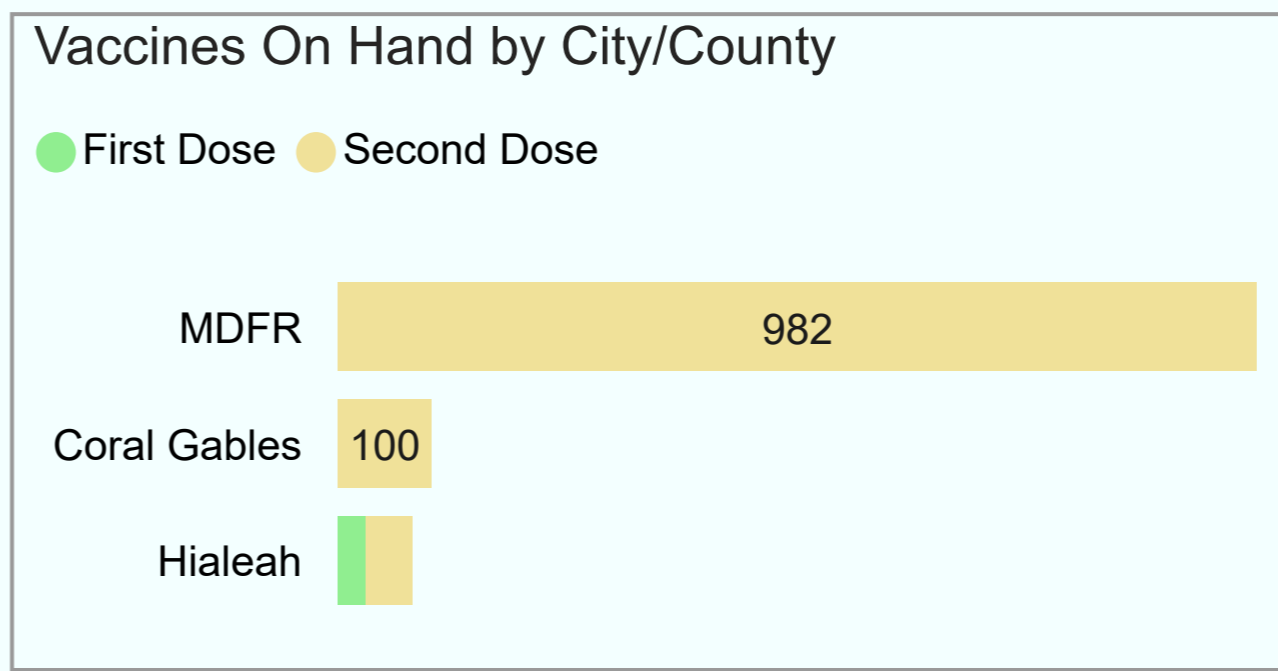 Vaccines On Hand by City/County
First Dose Second Dose
MDFR 982
Coral Gables 100
Hialeah